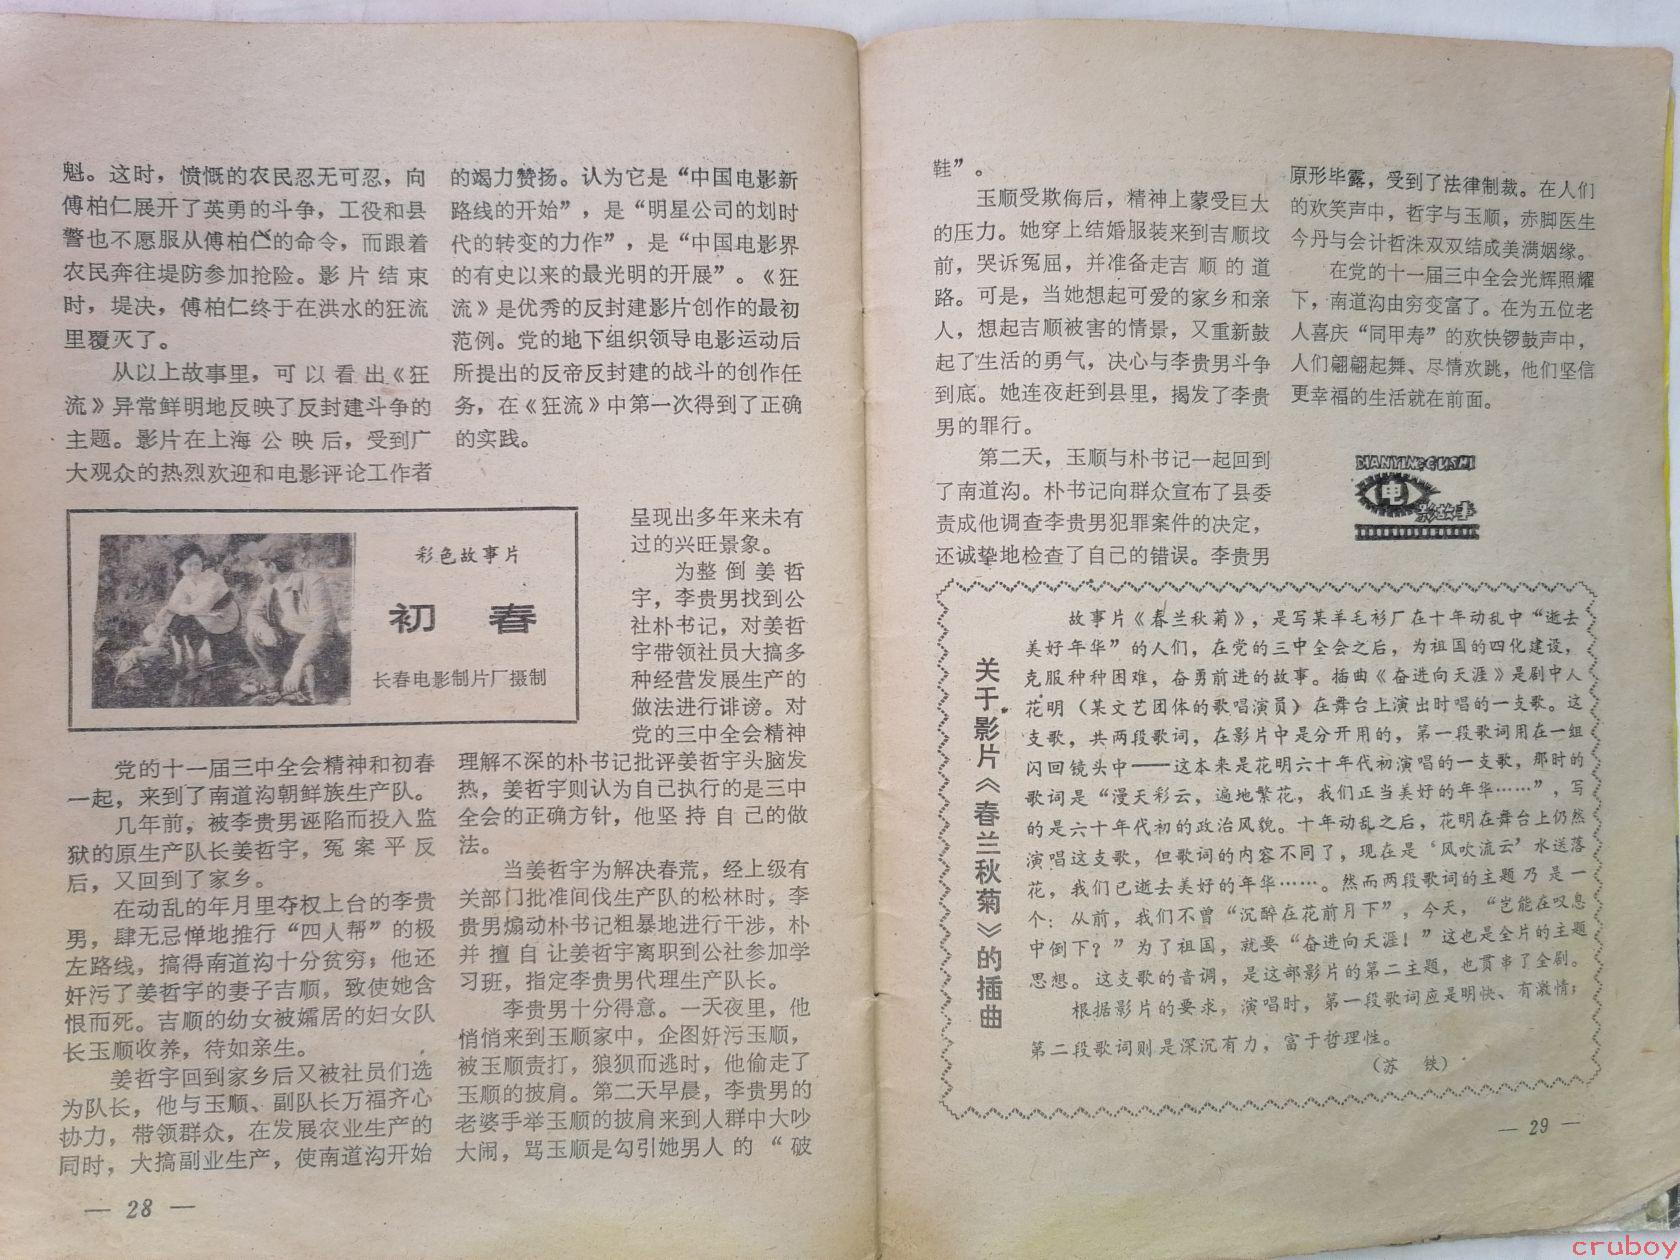 魁。这时，愤慨的农民忍无可忍，向
傅柏仁展开了英勇的斗争，工役和县
警也不愿服从傅柏仁的命令，而跟着
农民奔往堤防参加抢险。影片结束
时，堤决，傅柏仁终于在洪水的狂流
里覆灭了。
从以上故事里，可以看出《狂
流》异常鲜明地反映了反封建斗争的
主题。影片在上海公映后，受到广
大观众的热烈欢迎和电影评论工作者
的竭力赞扬。认为它是“中国电影新
路线的开始”，是“明星公司的划时
代的转变的力作”，是“中国电影界
的有史以来的最光明的开展”。《狂
流》是优秀的反封建影片创作的最初
范例。党的地下组织领导电影运动后
所提出的反帝反封建的战斗的创作任
务，在《狂流》中第一次得到了正确
的实践。
彩色故事片
初春
长春电影制片厂摄制
党的十一届三中全会精神和初春
一起，来到了南道沟朝鲜族生产队。
几年前，被李贵男诬陷而投入监
狱的原生产队长姜哲宇，冤案平反
后，又回到了家乡。
在动乱的年月里夺权上台的李贵
男，肆无忌惮地推行“四人帮”的极
左路线，搞得南道沟十分贫穷；他还
奸污了姜哲宇的妻子吉顺，致使她含
恨而死。吉顺的幼女被孀居的妇女队
长玉顺收养，待如亲生。
姜哲宇回到家乡后又被社员们选
为队长，他与玉顺、副队长万福齐心
协力，带领群众，在发展农业生产的
同时，大搞副业生产，使南道沟开始
呈现出多年来未有
过的兴旺景象。
为整倒姜哲
宇，李贵男找到公
社朴书记，对姜哲
宇带领社员大搞多
种经营发展生产的
做法进行诽谤。对
党的三中全会精神
理解不深的朴书记批评姜哲宇头脑发
热，姜哲宇则认为自己执行的是三中
全会的正确方针，他坚持自己的做
法。
当姜哲宇为解决春荒，经上级有
关部门批准间伐生产队的松林时，李
贵男煽动朴书记粗暴地进行干涉，朴
并擅自让姜哲宇离职到公社参加学
习班，指定李贵男代理生产队长。
李贵男十分得意。一天夜里，他
悄悄来到玉顺家中，企图奸污玉顺，
被玉顺责打，狼狈而逃时，他偷走了
玉顺的披肩。第二天早晨，李贵男的
老婆手举玉顺的披肩来到人群中大吵
大闹，骂玉顺是勾引她男人的“破
— 28 —
鞋”。
玉顺受欺侮后，精神上蒙受巨大
的压力。她穿上结婚服装来到吉顺坟
前，哭诉冤屈，并准备走吉顺的道
路。可是，当她想起可爱的家乡和亲
人，想起吉顺被害的情景，又重新鼓
起了生活的勇气，决心与李贵男斗争
到底。她连夜赶到县里，揭发了李贵
男的罪行。
第二天，玉顺与朴书记一起回到
了南道沟。朴书记向群众宣布了县委
责成他调查李贵男犯罪案件的决定，
还诚挚地检查了自己的错误。李贵男
原形毕露，受到了法律制裁。在人们
的欢笑声中，哲宇与玉顺，赤脚医生
今丹与会计哲洙双双结成美满姻缘。
在党的十一届三中全会光辉照耀
下，南道沟由穷变富了。在为五位老
人喜庆“同甲寿”的欢快锣鼓声中，
人们翩翩起舞、尽情欢跳，他们坚信
更幸福的生活就在前面。
DIANYING GUSHI
电影故事
关于影片《春兰秋菊》的插曲
故事片《春兰秋菊》，是写某羊毛衫厂在十年动乱中“逝去
美好年华”的人们，在党的三中全会之后，为祖国的四化建设，
克服种种困难，奋勇前进的故事。插曲《奋进向天涯》是剧中人
花明（某文艺团体的歌唱演员）在舞台上演出时唱的一支歌。这
支歌，共两段歌词，在影片中是分开用的，第一段歌词用在一组
闪回镜头中——这本来是花明六十年代初演唱的一支歌，那时的
歌词是“漫天彩云，遍地繁花，我们正当美好的年华……”，写
的是六十年代初的政治风貌。十年动乱之后，花明在舞台上仍然
演唱这支歌，但歌词的内容不同了，现在是‘风吹流云’水送落
花，我们已逝去美好的年华……。然而两段歌词的主题乃是一
个：从前，我们不曾“沉醉在花前月下”，今天，“岂能在叹息
中倒下？”为了祖国，就要“奋进向天涯！”这也是全片的主题
思想。这支歌的音调，是这部影片的第二主题，也贯串了全剧。
根据影片的要求，演唱时，第一段歌词应是明快、有激情；
第二段歌词则是深沉有力，富于哲理性。
（苏 铁）
— 29 —
cruboy